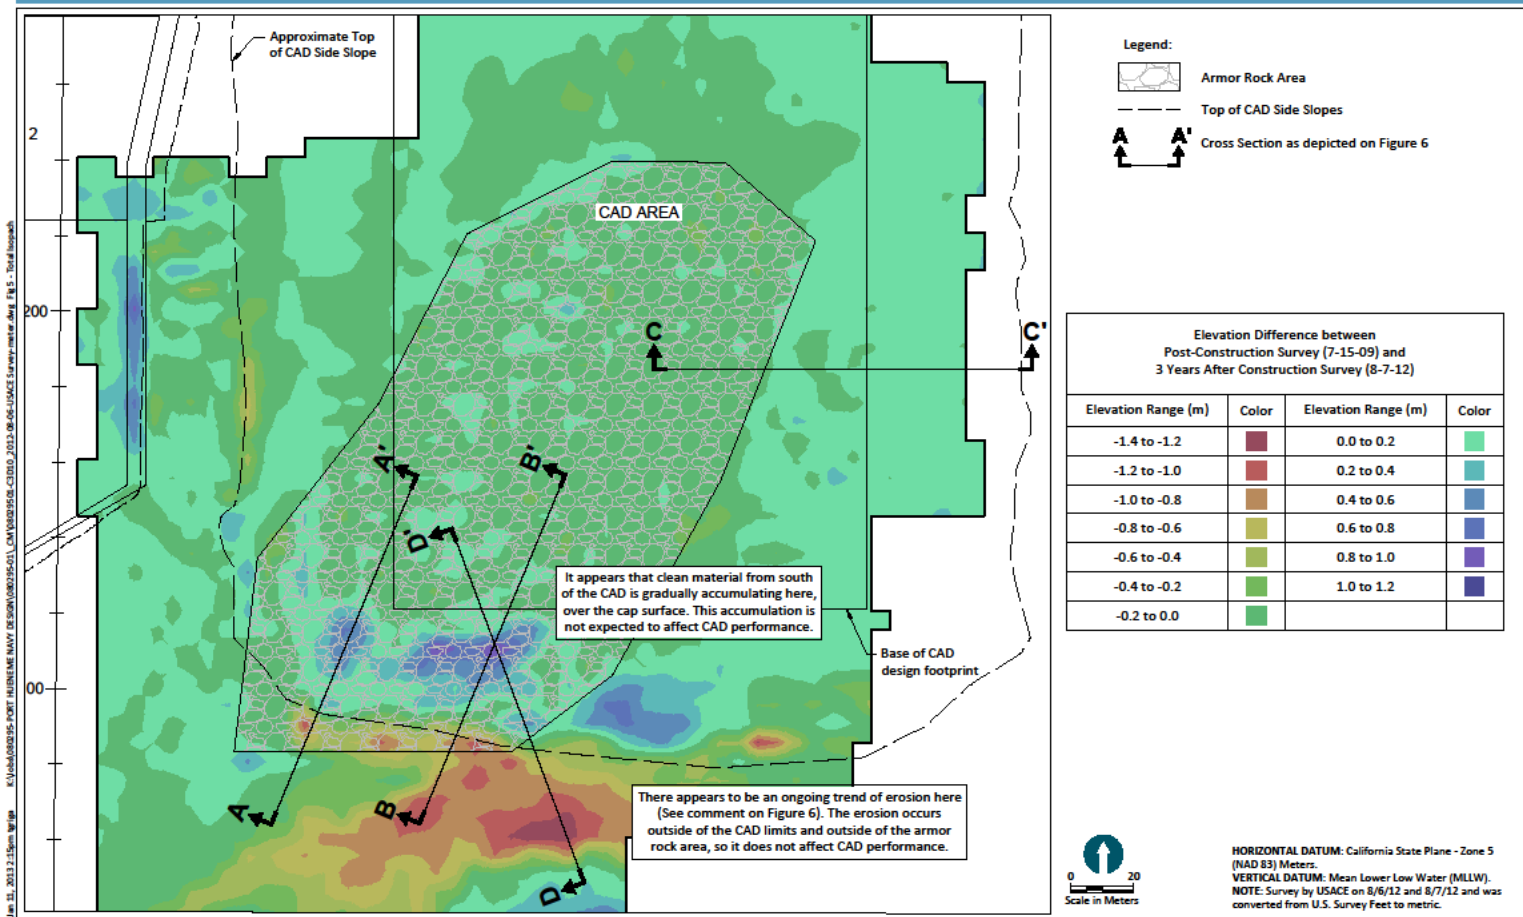 Approximate Top
of CAD Side Slope
2
200
00
CAD AREA
C
C'
A'
B'
D'
A
B
D
It appears that clean material from south
of the CAD is gradually accumulating here,
over the cap surface. This accumulation is
not expected to affect CAD performance.
Base of CAD
design footprint
There appears to be an ongoing trend of erosion here
(See comment on Figure 6). The erosion occurs
outside of the CAD limits and outside of the armor
rock area, so it does not affect CAD performance.
Legend:
Armor Rock Area
Top of CAD Side Slopes
A A'
Cross Section as depicted on Figure 6
Elevation Difference between
Post-Construction Survey (7-15-09) and
3 Years After Construction Survey (8-7-12)
Elevation Range (m) Color Elevation Range (m) Color
-1.4 to -1.2 0.0 to 0.2
-1.2 to -1.0 0.2 to 0.4
-1.0 to -0.8 0.4 to 0.6
-0.8 to -0.6 0.6 to 0.8
-0.6 to -0.4 0.8 to 1.0
-0.4 to -0.2 1.0 to 1.2
-0.2 to 0.0
0 20
Scale in Meters
HORIZONTAL DATUM: California State Plane - Zone 5
(NAD 83) Meters.
VERTICAL DATUM: Mean Lower Low Water (MLLW).
NOTE: Survey by USACE on 8/6/12 and 8/7/12 and was
converted from U.S. Survey Feet to metric.
Jan 11, 2013 2:15pm